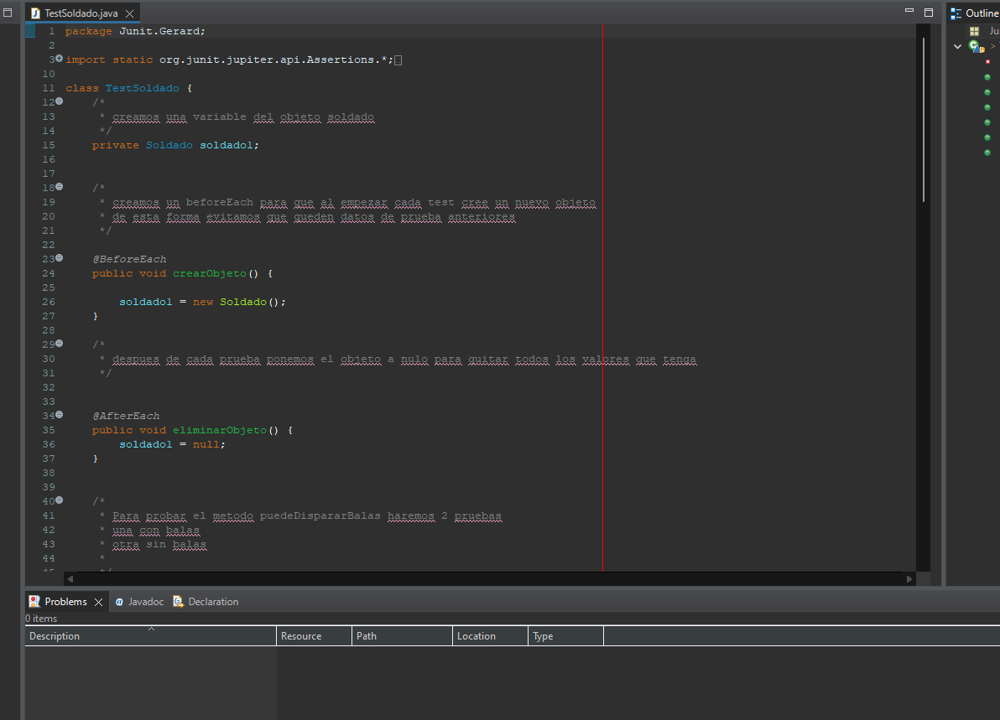 TestSoldado.java
Outline
1 package Junit.Gerard;
2
3 import static org.junit.jupiter.api.Assertions.*;
10
11 class TestSoldado {
12 /*
13 * creamos una variable del objeto soldado
14 */
15 private Soldado soldado1;
16
17
18 /*
19 * creamos un beforeEach para que al empezar cada test cree un nuevo objeto
20 * de esta forma evitamos que queden datos de prueba anteriores
21 */
22
23 @BeforeEach
24 public void crearObjeto() {
25
26 soldado1 = new Soldado();
27 }
28
29 /*
30 * despues de cada prueba ponemos el objeto a nulo para quitar todos los valores que tenga
31 */
32
33
34 @AfterEach
35 public void eliminarObjeto() {
36 soldado1 = null;
37 }
38
39
40 /*
41 * Para probar el metodo puedeDispararBalas haremos 2 pruebas
42 * una con balas
43 * otra sin balas
44 *
45 */
Ju
>
Problems
Javadoc
Declaration
0 items
Description Resource Path Location Type